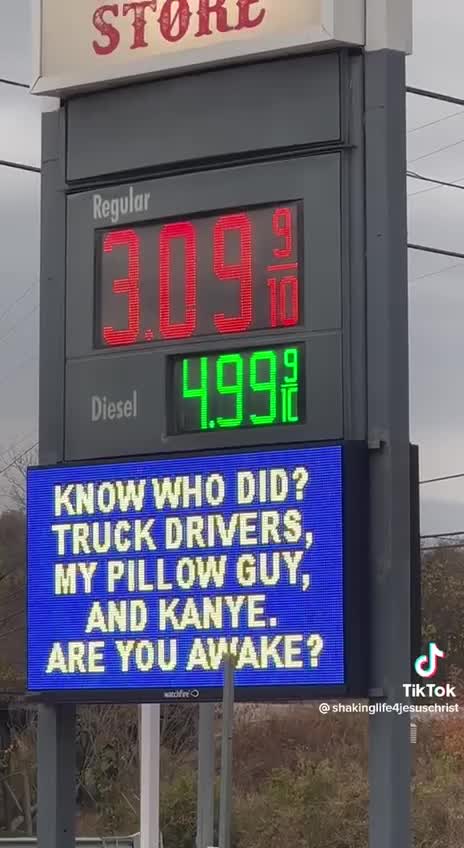 STORE
Regular
3.09 9/10
4.99 9/10
Diesel
KNOW WHO DID?
TRUCK DRIVERS,
MY PILLOW GUY,
AND KANYE.
ARE YOU AWAKE?
watchfire
TikTok
@shakinglife4jesuschrist